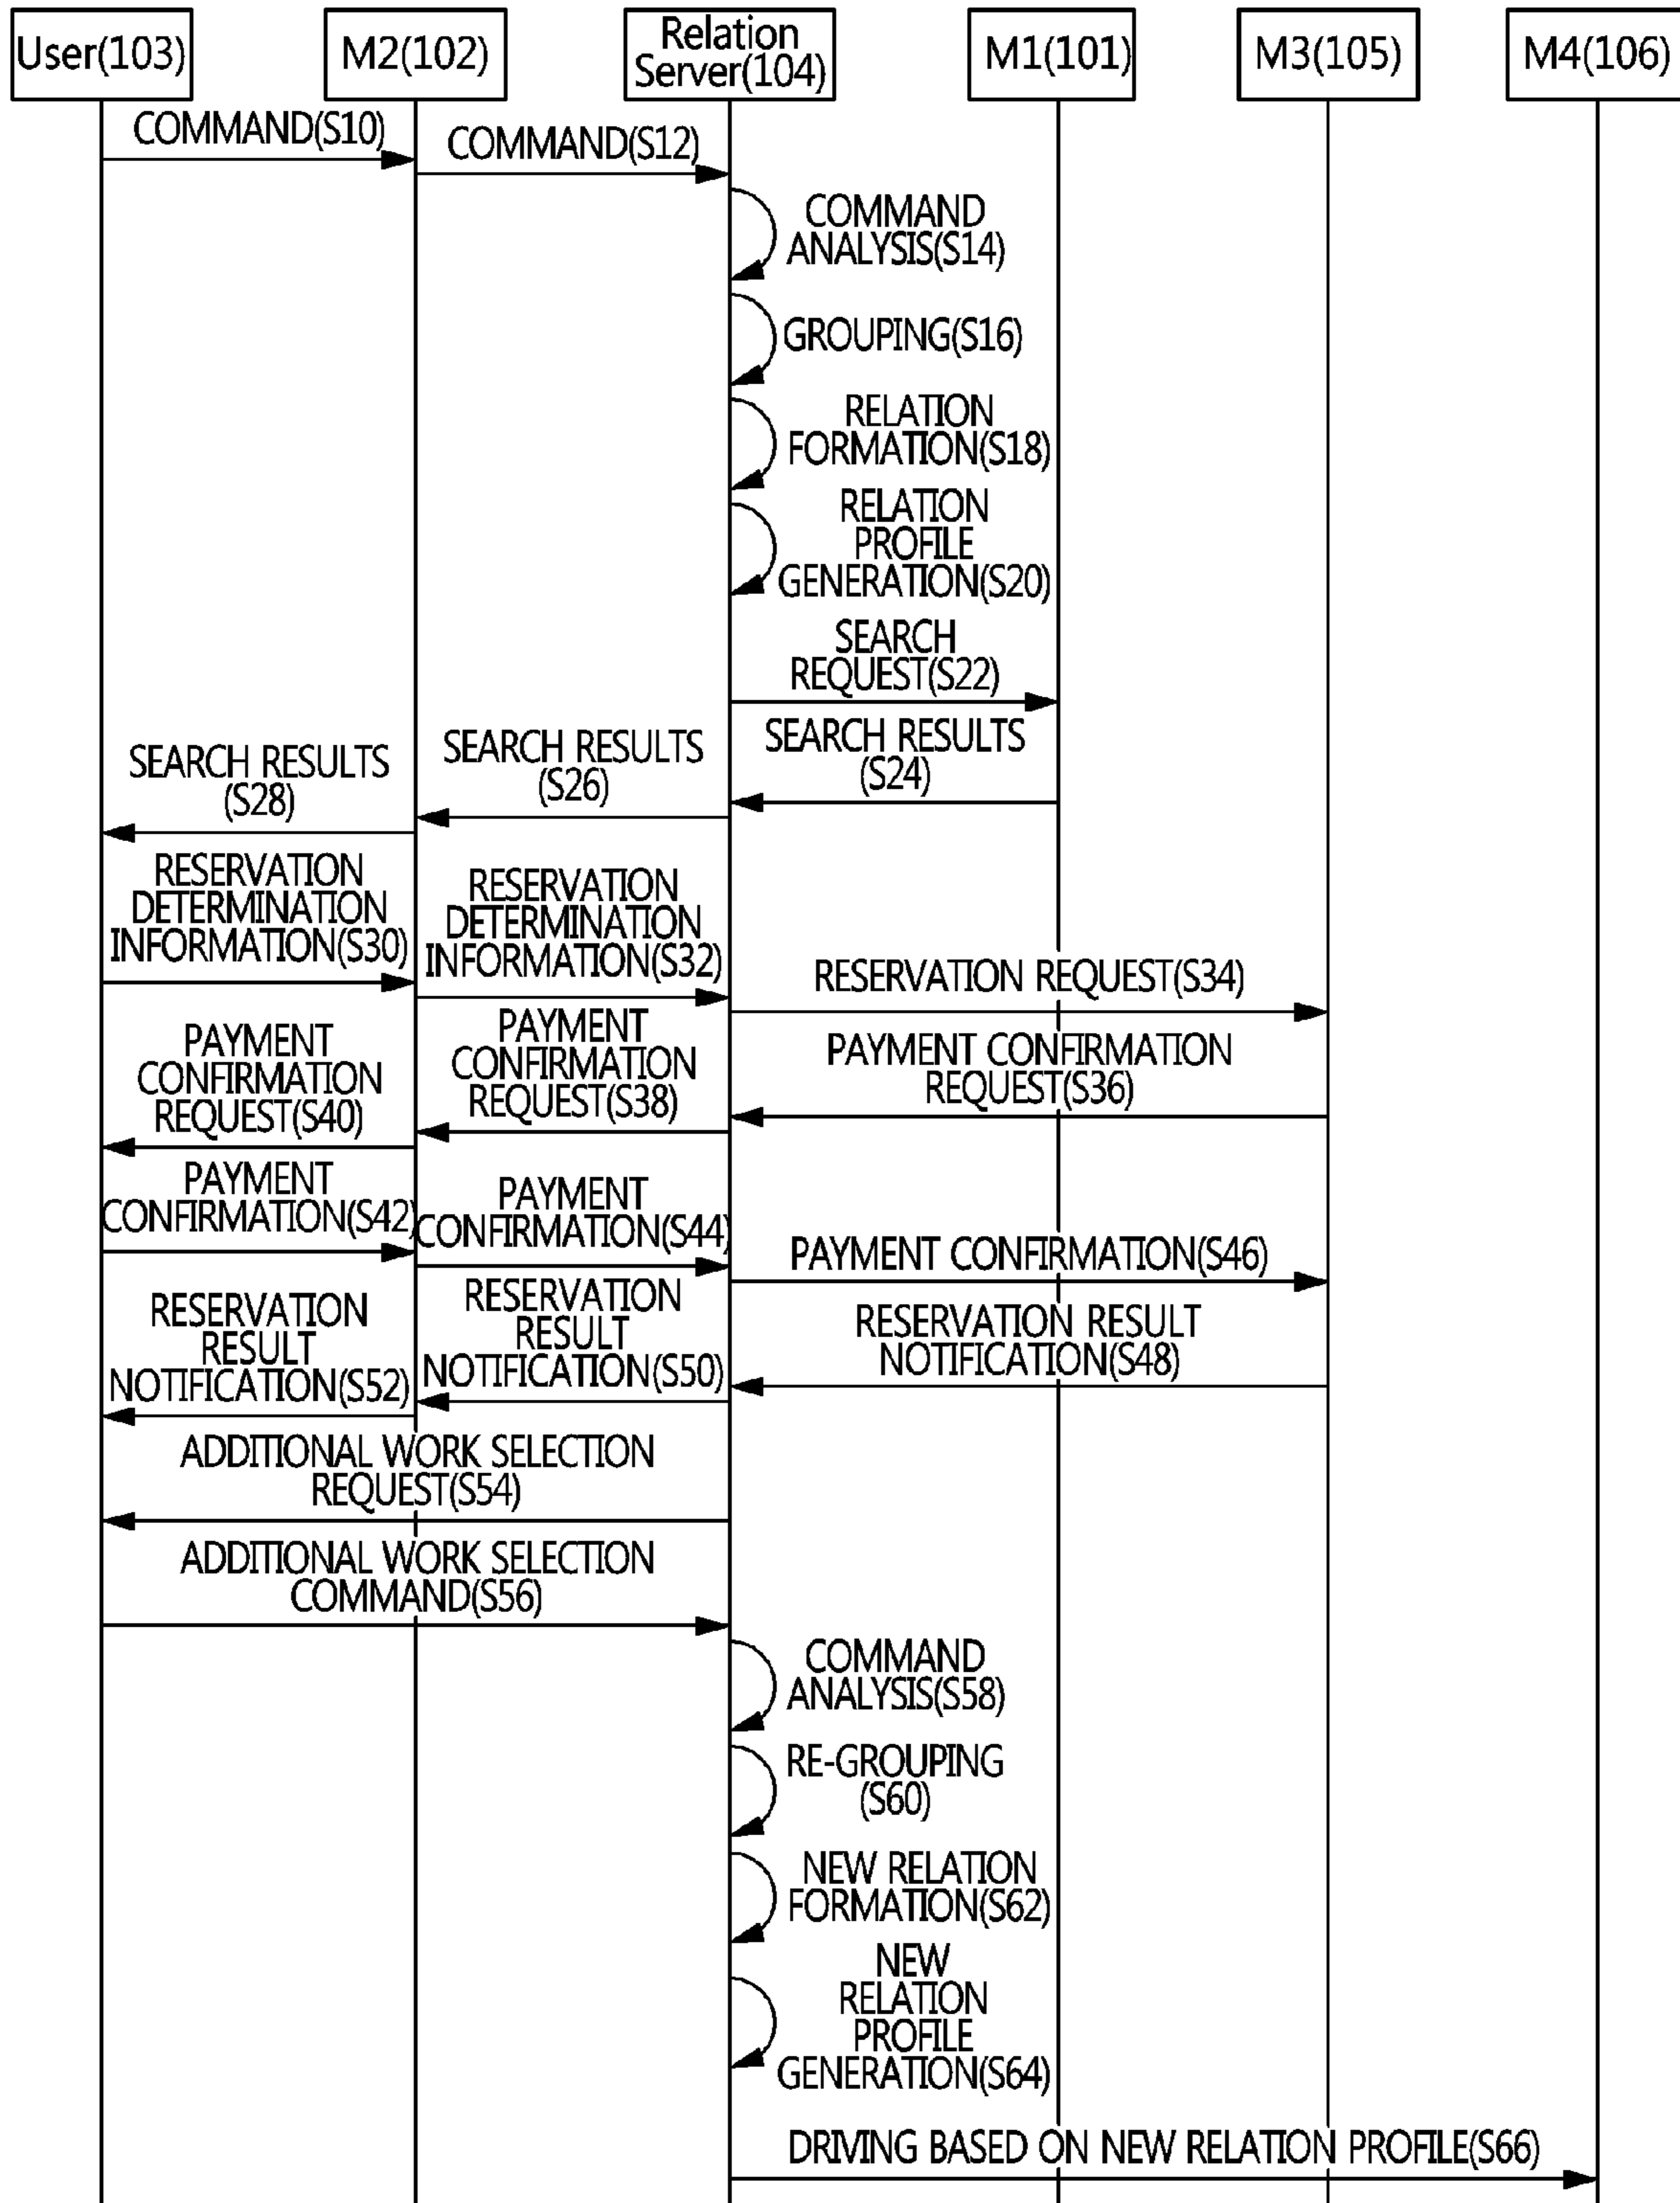 User(103)
M2(102)
Relation
Server(104)
M1(101)
M3(105)
M4(106)
COMMAND(S10)
COMMAND(S12)
COMMAND
ANALYSIS(S14)
GROUPING(S16)
RELATION
FORMATION(S18)
RELATION
PROFILE
GENERATION(S20)
SEARCH
REQUEST(S22)
SEARCH RESULTS
(S24)
SEARCH RESULTS
(S26)
SEARCH RESULTS
(S28)
RESERVATION
DETERMINATION
INFORMATION(S30)
RESERVATION
DETERMINATION
INFORMATION(S32)
RESERVATION REQUEST(S34)
PAYMENT CONFIRMATION
REQUEST(S36)
PAYMENT
CONFIRMATION
REQUEST(S38)
PAYMENT
CONFIRMATION
REQUEST(S40)
PAYMENT
CONFIRMATION(S42)
PAYMENT
CONFIRMATION(S44)
PAYMENT CONFIRMATION(S46)
RESERVATION RESULT
NOTIFICATION(S48)
RESERVATION
RESULT
NOTIFICATION(S50)
RESERVATION
RESULT
NOTIFICATION(S52)
ADDITIONAL WORK SELECTION
REQUEST(S54)
ADDITIONAL WORK SELECTION
COMMAND(S56)
COMMAND
ANALYSIS(S58)
RE-GROUPING
(S60)
NEW RELATION
FORMATION(S62)
NEW
RELATION
PROFILE
GENERATION(S64)
DRIVING BASED ON NEW RELATION PROFILE(S66)